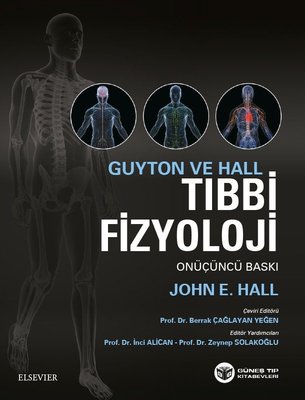 GUYTON VE HALL
TIBBİ
FİZYOLOJİ
ONÜÇÜNCÜ BASKI
JOHN E. HALL
Çeviri Editörü
Prof. Dr. Berrak ÇAĞLAYAN YEĞEN
Editör Yardımcıları
Prof. Dr. İnci ALİCAN - Prof. Dr. Zeynep SOLAKOĞLU
ELSEVIER
GÜNEŞ TIP
KİTABEVLERİ